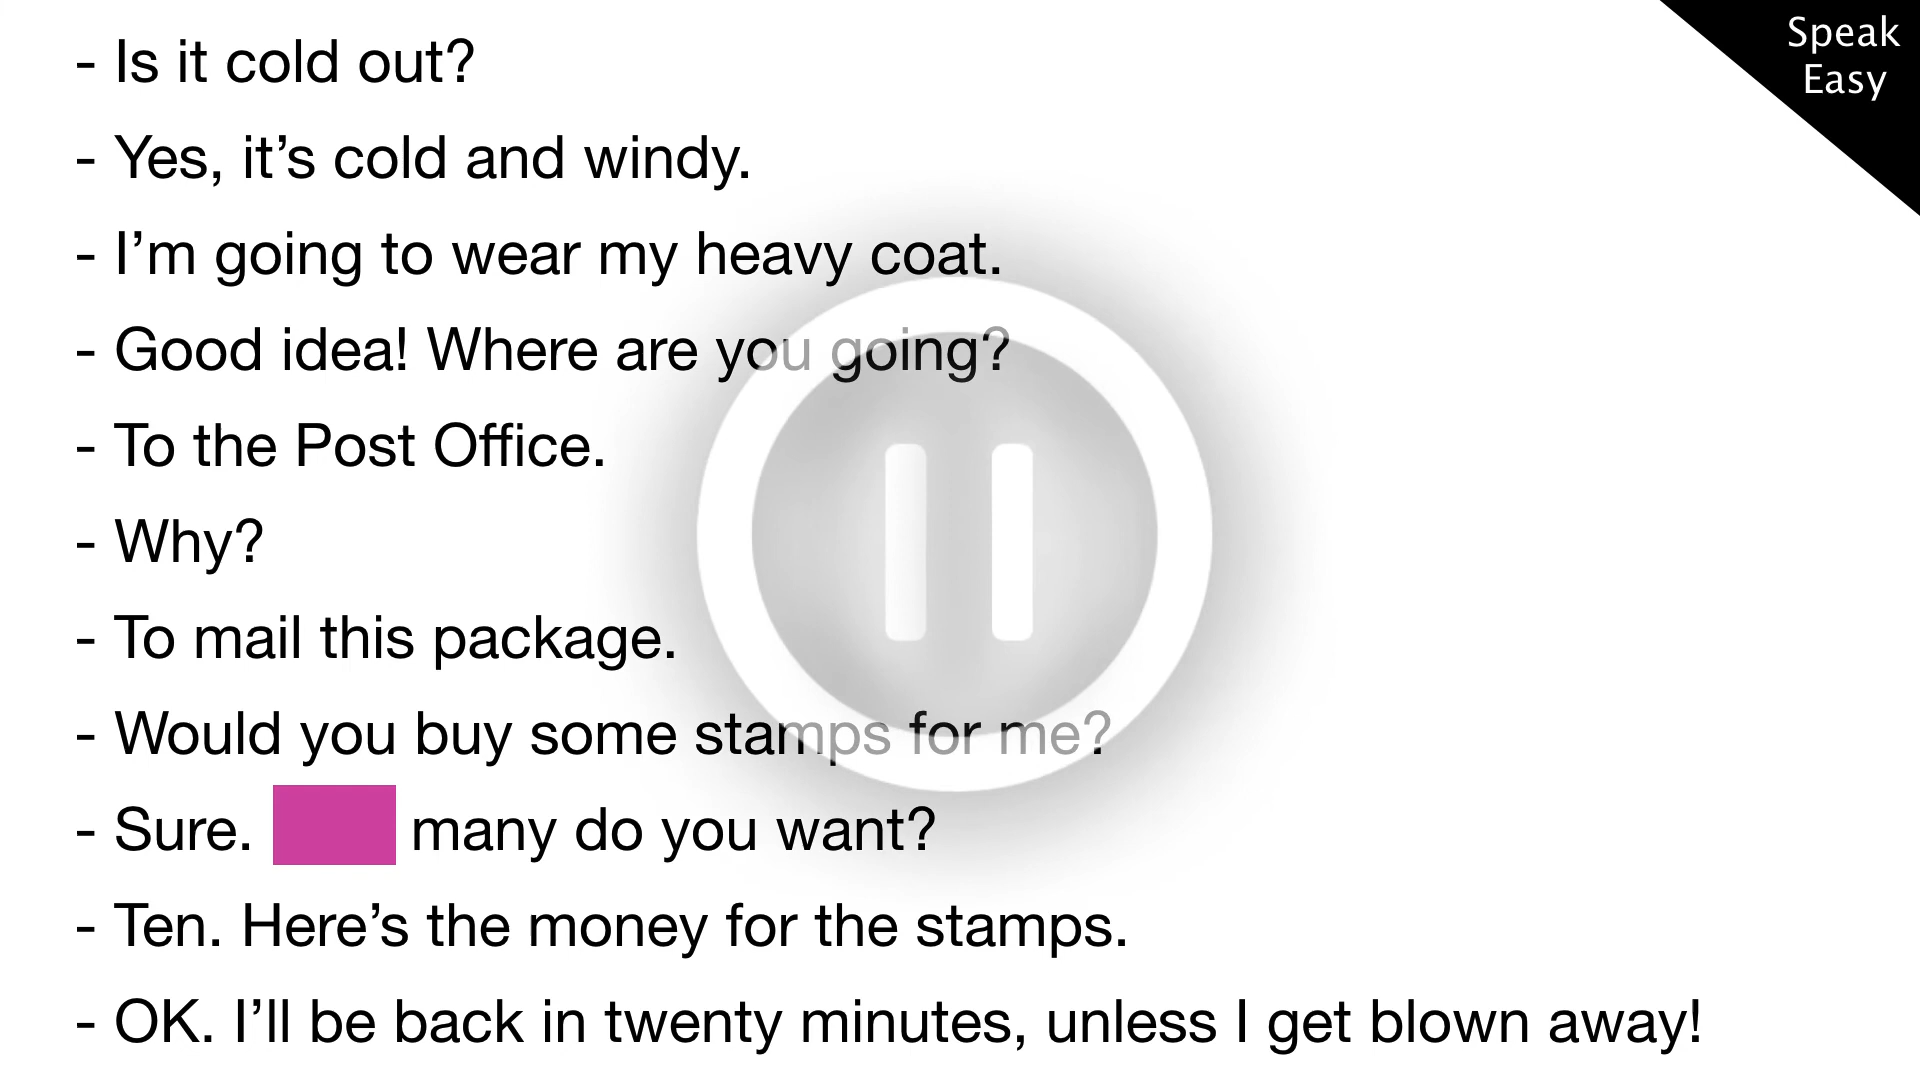 - Is it cold out?
- Yes, it’s cold and windy.
- I’m going to wear my heavy coat.
- Good idea! Where are you going?
- To the Post Office.
- Why?
- To mail this package.
- Would you buy some stamps for me?
- Sure. many do you want?
- Ten. Here’s the money for the stamps.
- OK. I’ll be back in twenty minutes, unless I get blown away!
Speak
Easy